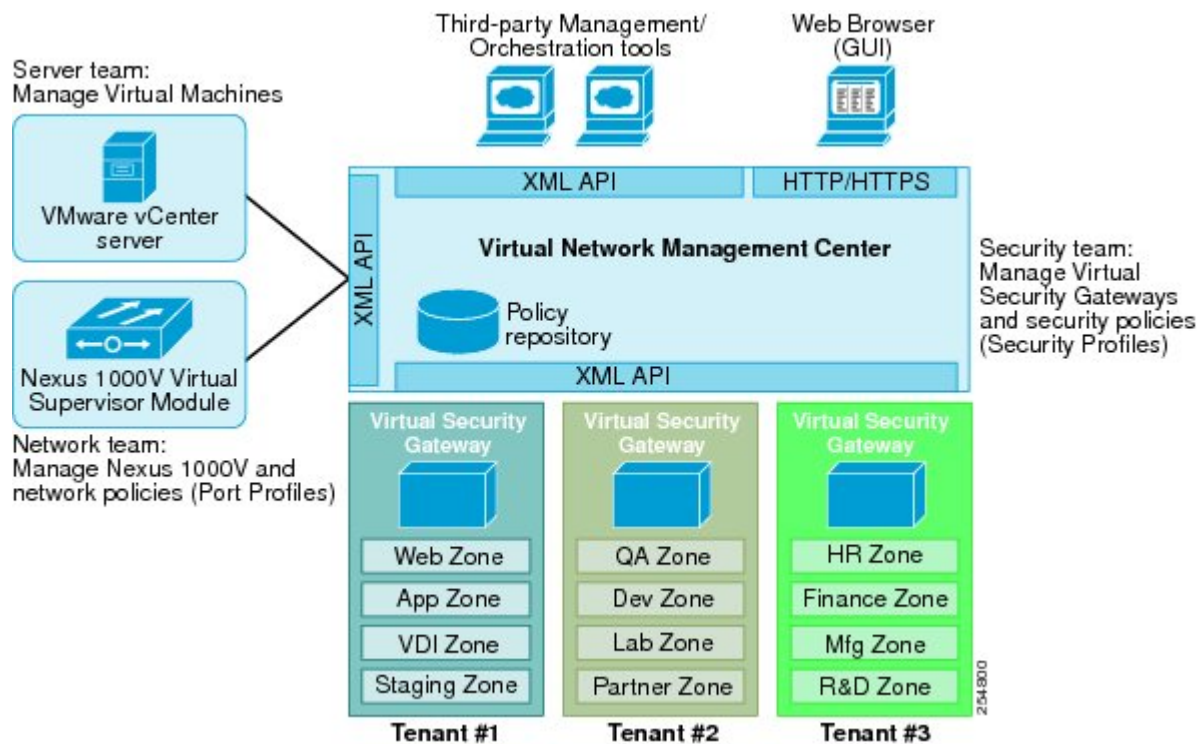 Third-party Management/
Orchestration tools
Web Browser
(GUI)
Server team:
Manage Virtual Machines
VMware vCenter
server
Nexus 1000V Virtual
Supervisor Module
Network team:
Manage Nexus 1000V and
network policies (Port Profiles)
XML API
HTTP/HTTPS
XML API
Virtual Network Management Center
Policy
repository
XML API
Security team:
Manage Virtual
Security Gateways
and security policies
(Security Profiles)
Virtual Security
Gateway
Web Zone
App Zone
VDI Zone
Staging Zone
Tenant #1
Virtual Security
Gateway
QA Zone
Dev Zone
Lab Zone
Partner Zone
Tenant #2
Virtual Security
Gateway
HR Zone
Finance Zone
Mfg Zone
R&D Zone
Tenant #3
254800